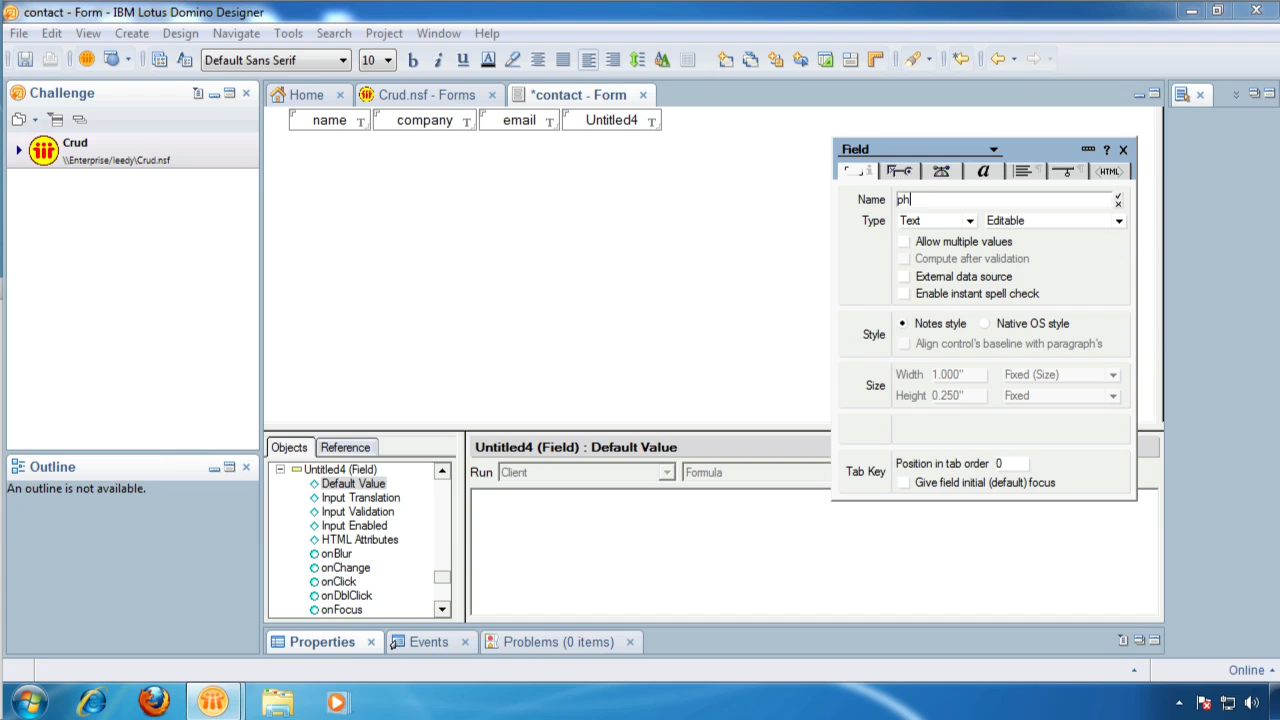 contact - Form - IBM Lotus Domino Designer
File Edit View Create Design Navigate Tools Search Project Window Help
Default Sans Serif 10 b i U A
Challenge
Home Crud.nsf - Forms *contact - Form
name T company T email T Untitled4 T
Crud
\\Enterprise/leedy\Crud.nsf
Field ? X
a HTML
Name ph
Type Text Editable
Allow multiple values
Compute after validation
External data source
Enable instant spell check
Style Notes style Native OS style
Align control's baseline with paragraph's
Size Width 1.000" Fixed (Size)
Height 0.250" Fixed
Tab Key Position in tab order 0
Give field initial (default) focus
Objects Reference Untitled4 (Field) : Default Value
Run Client Formula
Untitled4 (Field)
Default Value
Input Translation
Input Validation
Input Enabled
HTML Attributes
onBlur
onChange
onClick
onDblClick
onFocus
Outline
An outline is not available.
Properties Events Problems (0 items)
Online